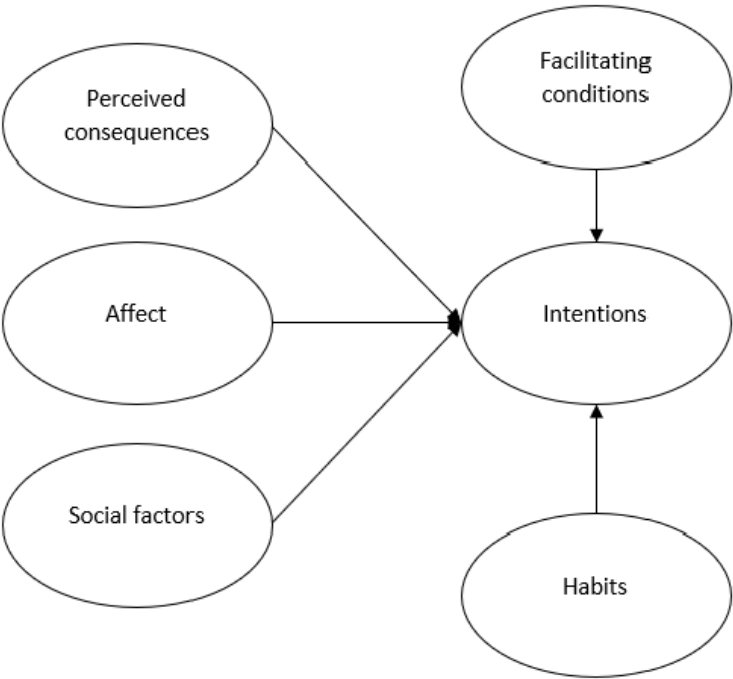 Perceived
consequences
Affect
Social factors
Facilitating
conditions
Intentions
Habits